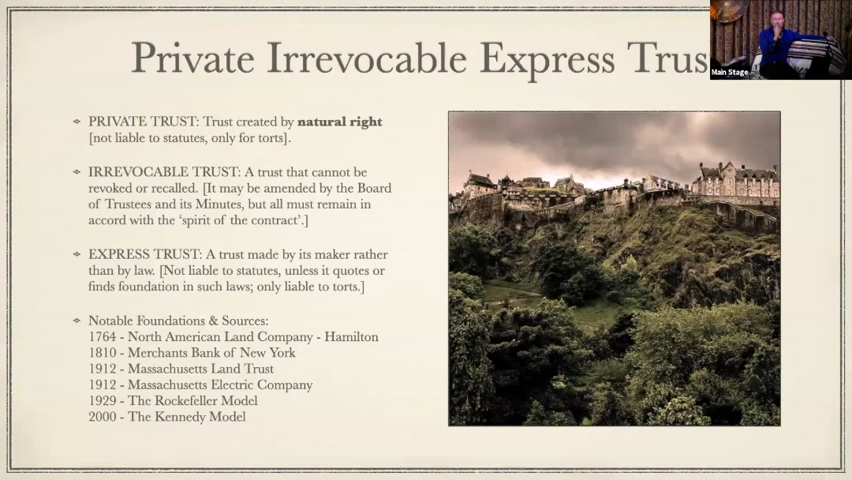 Private Irrevocable Express Trus
Main Stage
PRIVATE TRUST: Trust created by natural right
[not liable to statutes, only for torts].
IRREVOCABLE TRUST: A trust that cannot be
revoked or recalled. [It may be amended by the Board
of Trustees and its Minutes, but all must remain in
accord with the ‘spirit of the contract’.]
EXPRESS TRUST: A trust made by its maker rather
than by law. [Not liable to statutes, unless it quotes or
finds foundation in such laws; only liable to torts.]
Notable Foundations & Sources:
1764 - North American Land Company - Hamilton
1810 - Merchants Bank of New York
1912 - Massachusetts Land Trust
1912 - Massachusetts Electric Company
1929 - The Rockefeller Model
2000 - The Kennedy Model